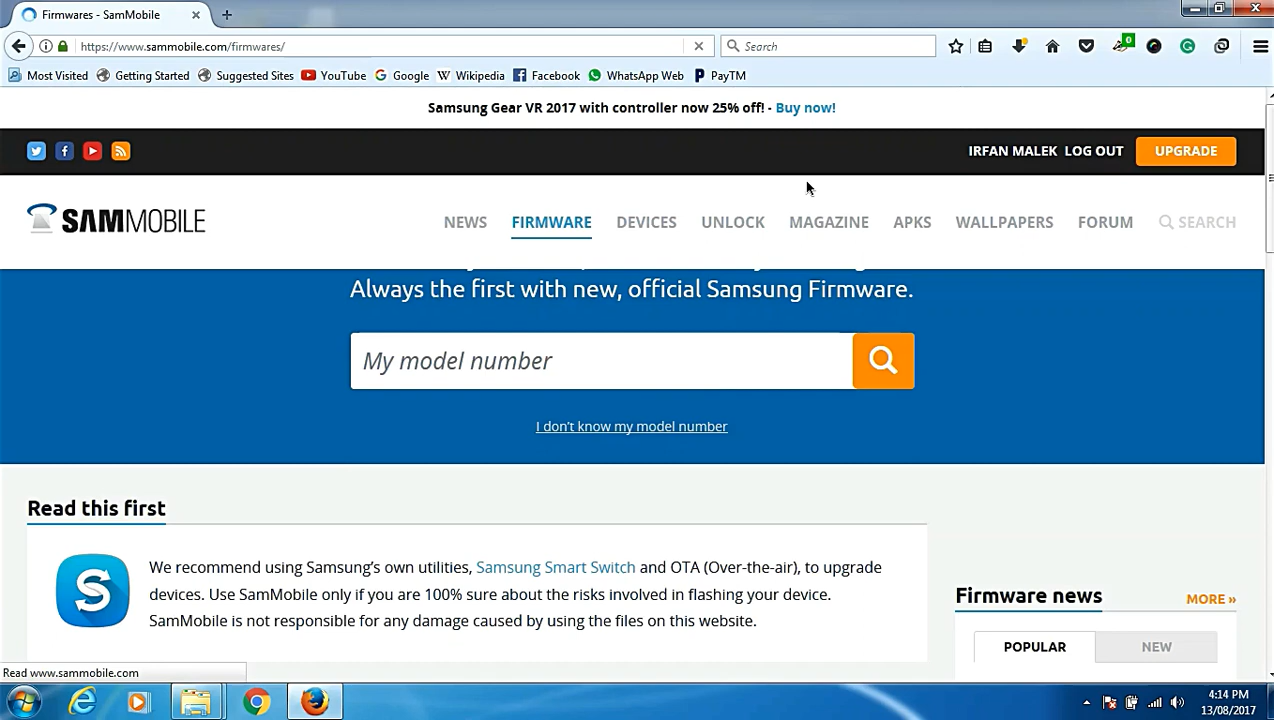 Firmwares - SamMobile
https://www.sammobile.com/firmwares/
Search
0
Most Visited Getting Started Suggested Sites YouTube Google Wikipedia Facebook WhatsApp Web PayTM
Samsung Gear VR 2017 with controller now 25% off! - Buy now!
IRFAN MALEK LOG OUT UPGRADE
SAMMOBILE
NEWS FIRMWARE DEVICES UNLOCK MAGAZINE APKS WALLPAPERS FORUM SEARCH
Always the first with new, official Samsung Firmware.
My model number
I don't know my model number
Read this first
We recommend using Samsung's own utilities, Samsung Smart Switch and OTA (Over-the-air), to upgrade
devices. Use SamMobile only if you are 100% sure about the risks involved in flashing your device.
SamMobile is not responsible for any damage caused by using the files on this website.
Firmware news MORE »
POPULAR NEW
Read www.sammobile.com
4:14 PM
13/08/2017